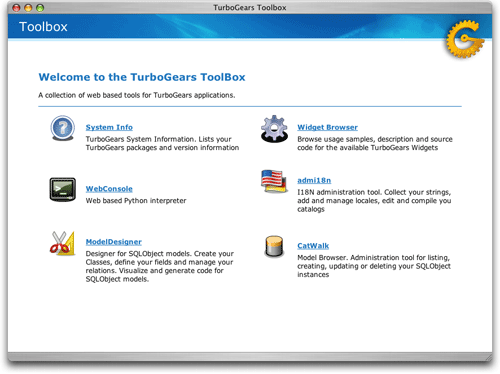 TurboGears Toolbox
Toolbox
Welcome to the TurboGears ToolBox
A collection of web based tools for TurboGears applications.
System Info
TurboGears System Information. Lists your
TurboGears packages and version information
Widget Browser
Browse usage samples, description and source
code for the available TurboGears Widgets
WebConsole
Web based Python interpreter
admi18n
I18N administration tool. Collect your strings,
add and manage locales, edit and compile you
catalogs
ModelDesigner
Designer for SQLObject models. Create your
Classes, define your fields and manage your
relations. Visualize and generate code for
SQLObject models.
CatWalk
Model Browser. Administration tool for listing,
creating, updating or deleting your SQLObject
instances